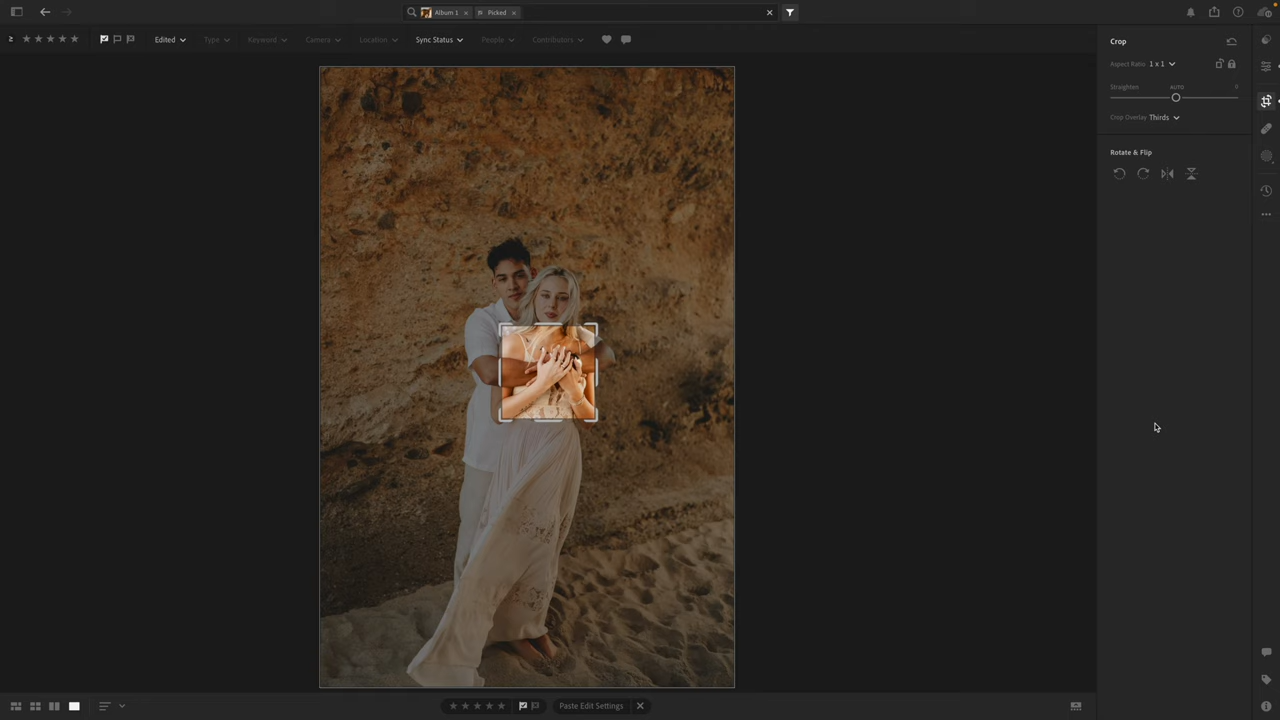 Album 1 Picked
≥ Edited Type Keyword Camera Location Sync Status People Contributors
Crop
Aspect Ratio 1 x 1
Straighten AUTO 0
Crop Overlay Thirds
Rotate & Flip
Paste Edit Settings